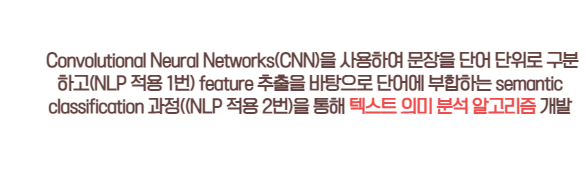 Convolutional Neural Networks(CNN)을 사용하여 문장을 단어 단위로 구분
하고(NLP 적용 1번) feature 추출을 바탕으로 단어에 부합하는 semantic
classification 과정((NLP 적용 2번)을 통해 텍스트 의미 분석 알고리즘 개발